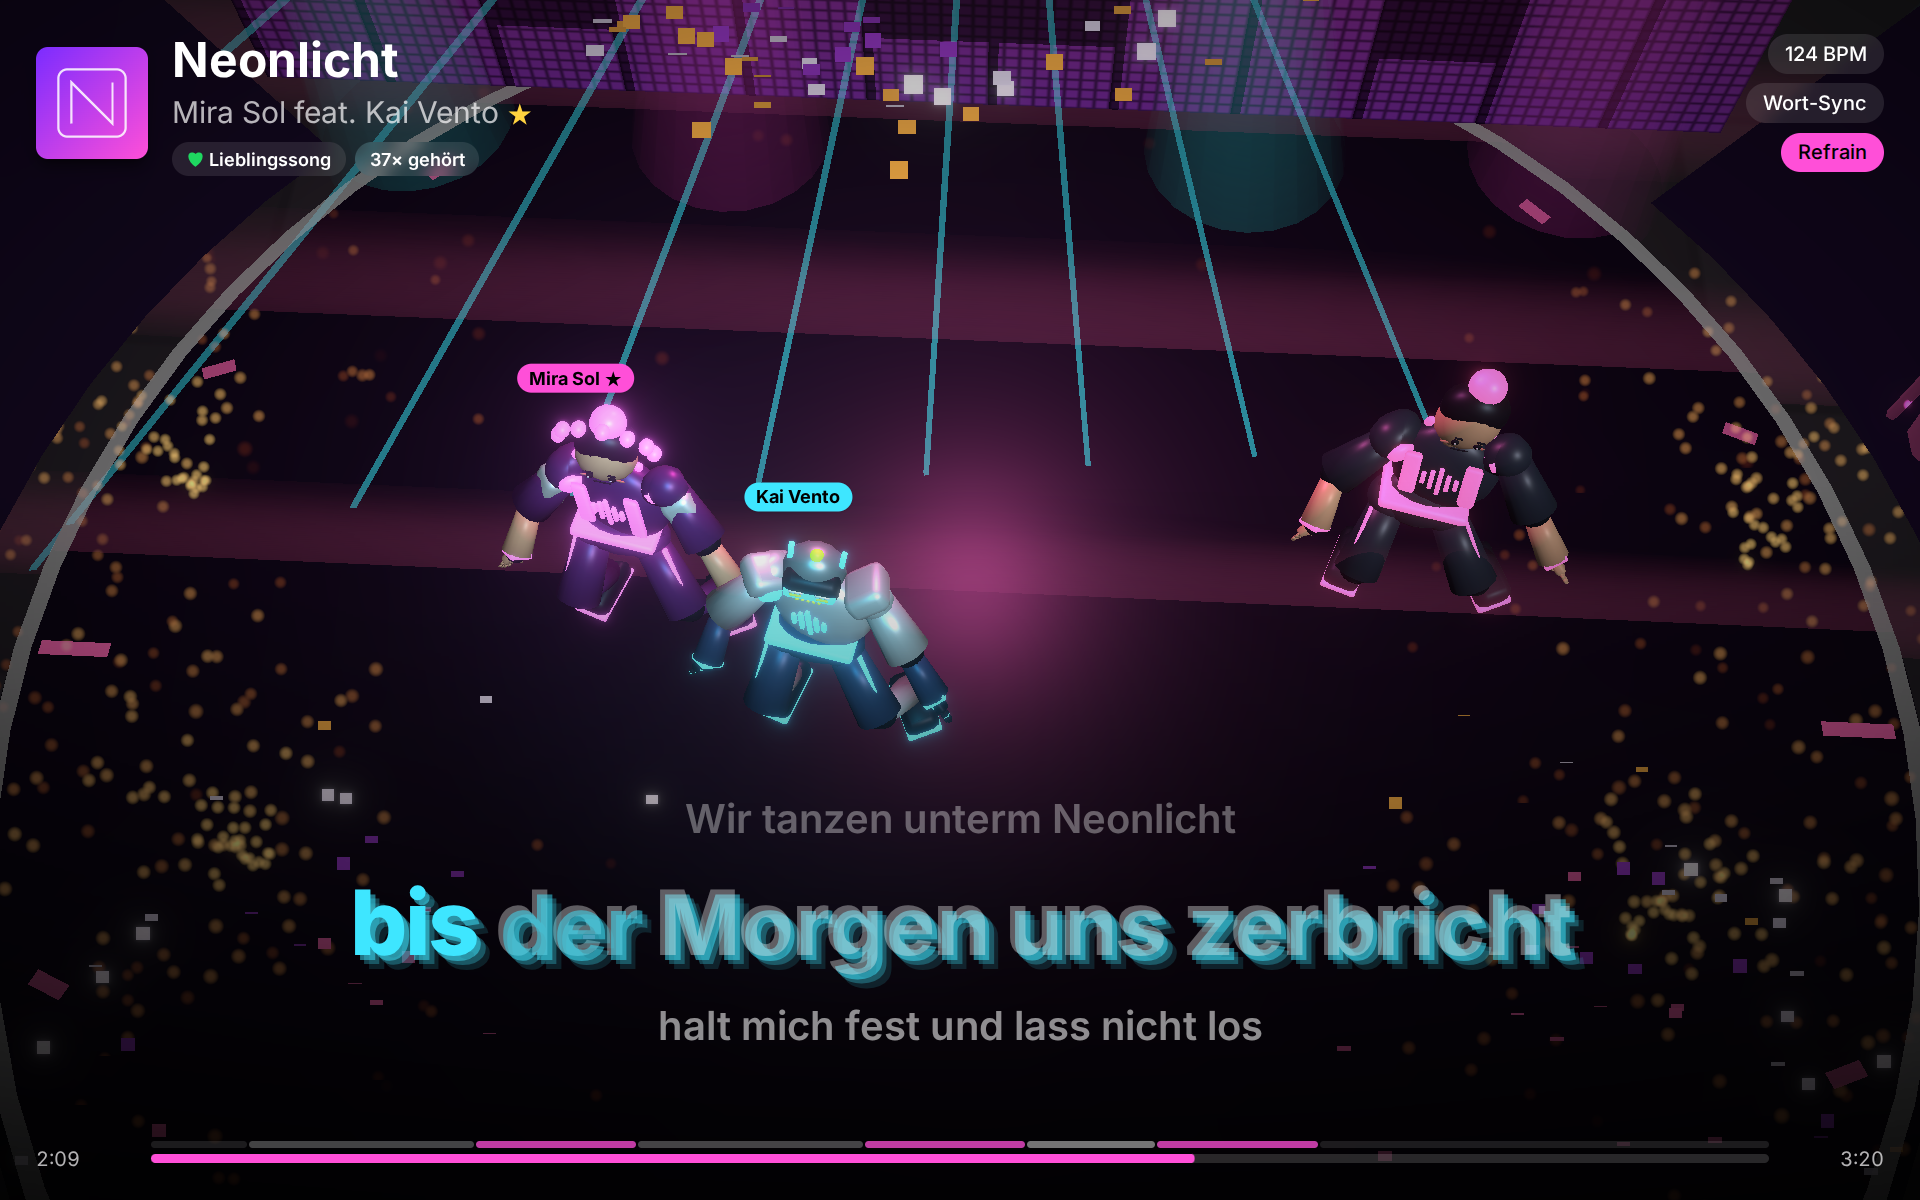 Neonlicht
Mira Sol feat. Kai Vento ★
Lieblingssong
37× gehört
124 BPM
Wort-Sync
Refrain
N
Mira Sol ★
Kai Vento
Wir tanzen unterm Neonlicht
bis der Morgen uns zerbricht
halt mich fest und lass nicht los
2:09
3:20